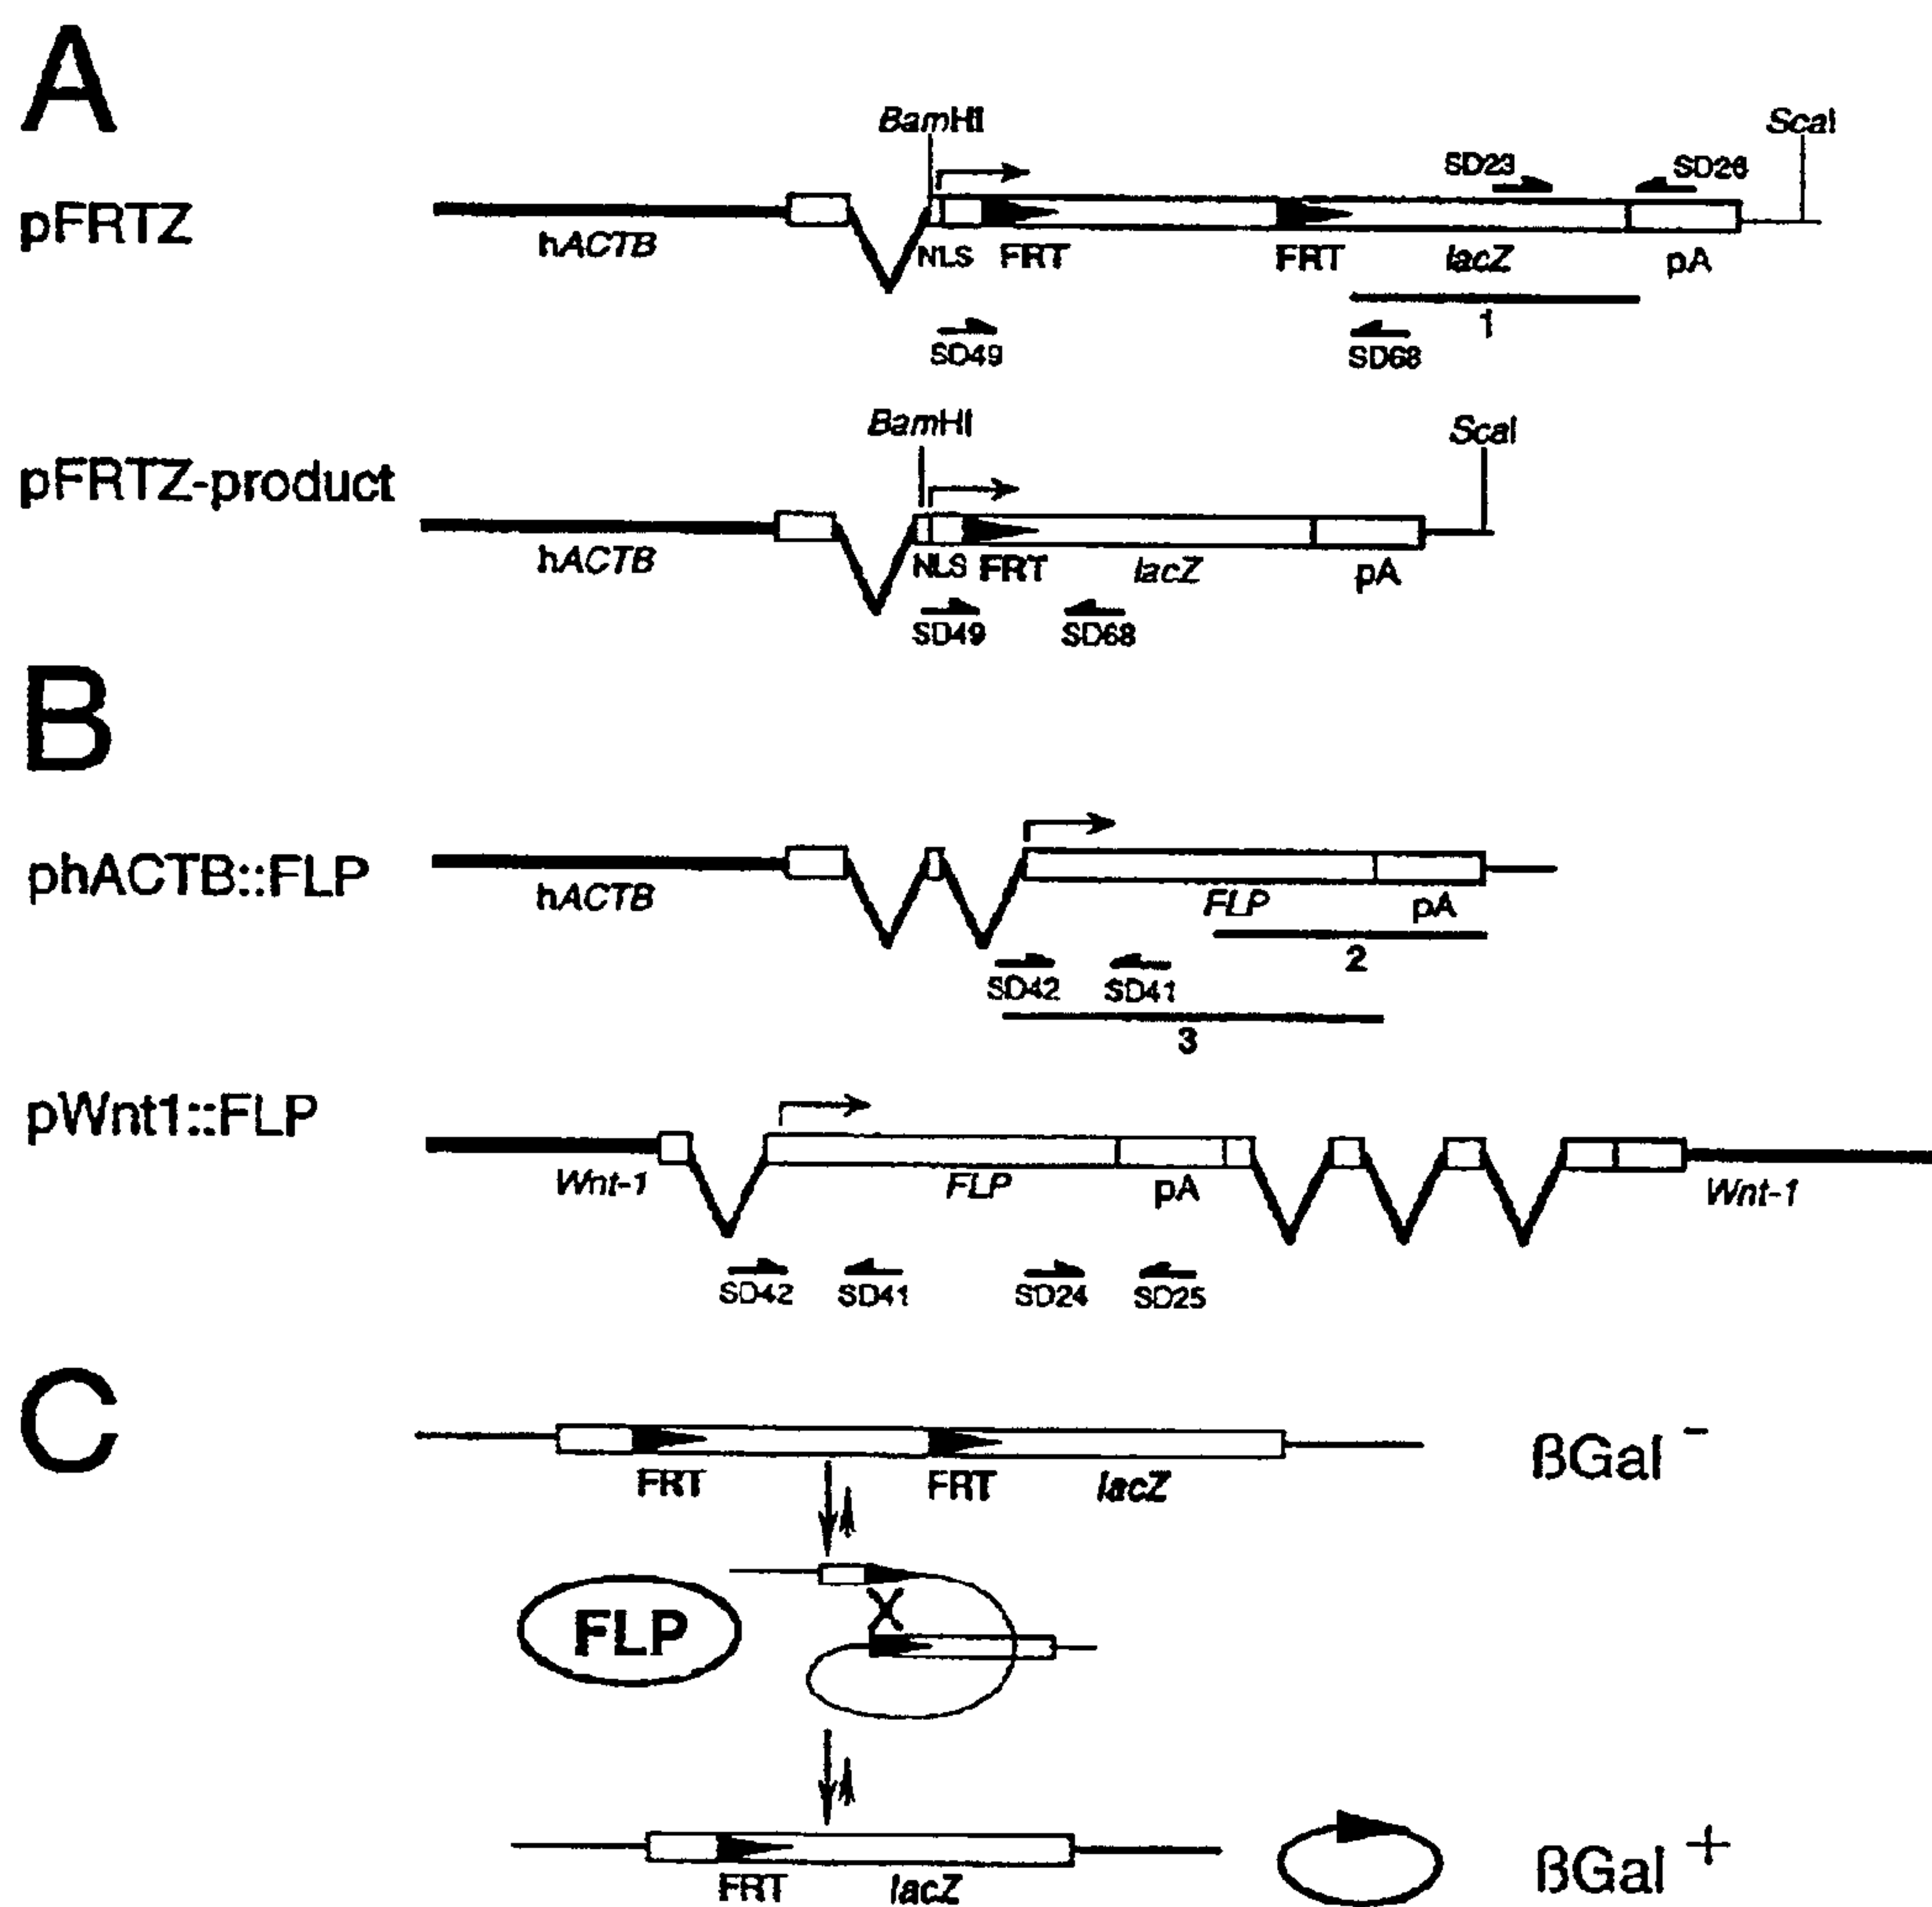 A
BamHI
ScaI
SD23
SD26
pFRTZ
hACTB
NLS
FRT
FRT
lacZ
pA
1
SD49
SD68
BamHI
ScaI
pFRTZ-product
hACTB
NLS
FRT
lacZ
pA
SD49
SD68
B
phACTB::FLP
hACTB
FLP
pA
2
SD42
SD41
3
pWnt1::FLP
Wnt-1
FLP
pA
Wnt-1
SD42
SD41
SD24
SD25
C
FRT
FRT
lacZ
ßGal -
FLP
X
FRT
lacZ
ßGal +